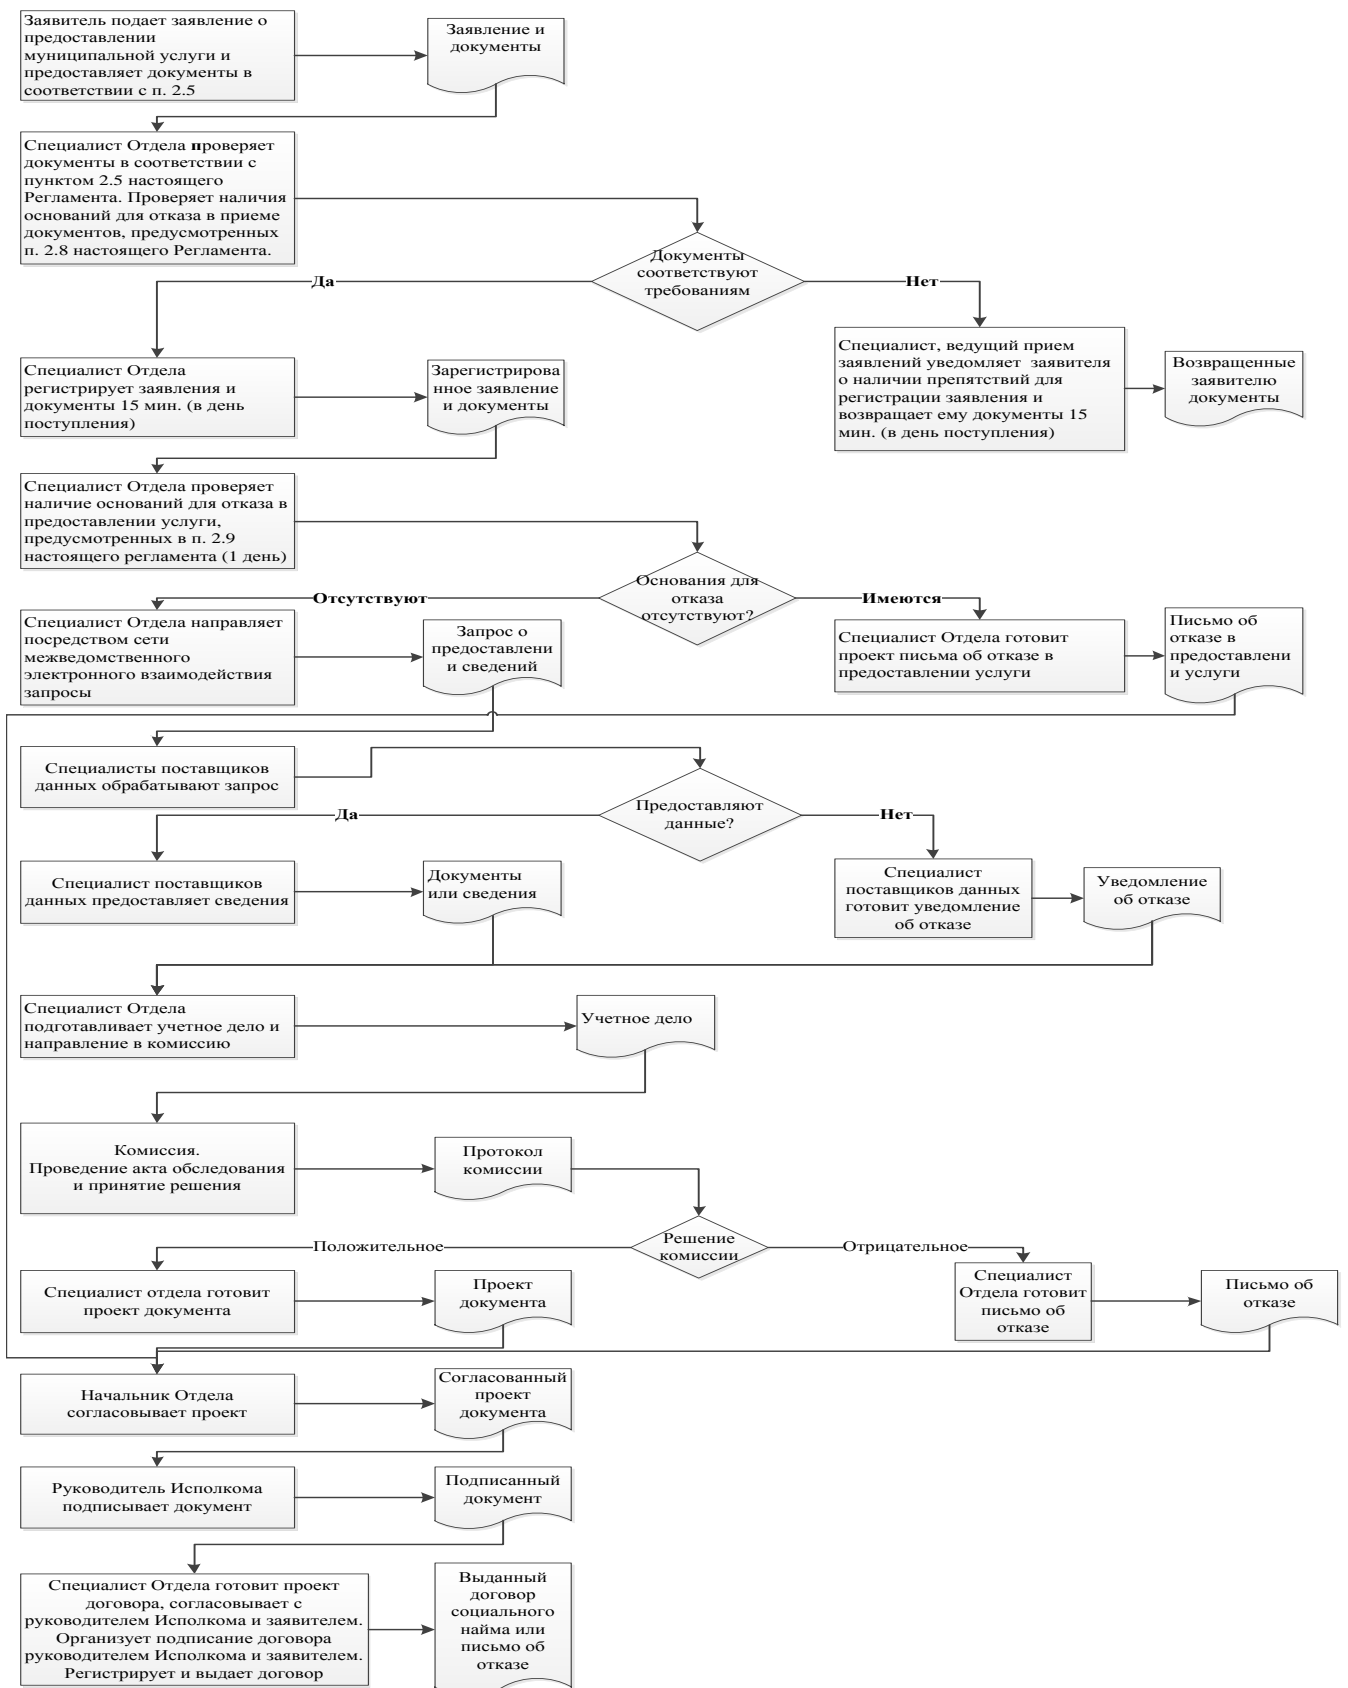 Заявитель подает заявление о
предоставлении
муниципальной услуги и
предоставляет документы в
соответствии с п. 2.5
Заявление и
документы
Специалист Отдела проверяет
документы в соответствии с
пунктом 2.5 настоящего
Регламента. Проверяет наличия
оснований для отказа в приеме
документов, предусмотренных
п. 2.8 настоящего Регламента.
Документы
соответствуют
требованиям
Да
Нет
Специалист Отдела
регистрирует заявления и
документы 15 мин. (в день
поступления)
Зарегистрирова
нное заявление
и документы
Специалист, ведущий прием
заявлений уведомляет заявителя
о наличии препятствий для
регистрации заявления и
возвращает ему документы 15
мин. (в день поступления)
Возвращенные
заявителю
документы
Специалист Отдела проверяет
наличие оснований для отказа в
предоставлении услуги,
предусмотренных в п. 2.9
настоящего регламента (1 день)
Основания для
отказа
отсутствуют?
Отсутствуют
Имеются
Специалист Отдела направляет
посредством сети
межведомственного
электронного взаимодействия
запросы
Запрос о
предоставлени
и сведений
Специалист Отдела готовит
проект письма об отказе в
предоставлении услуги
Письмо об
отказе в
предоставлени
и услуги
Специалисты поставщиков
данных обрабатывают запрос
Предоставляют
данные?
Да
Нет
Специалист поставщиков
данных предоставляет сведения
Документы
или сведения
Специалист
поставщиков данных
готовит уведомление
об отказе
Уведомление
об отказе
Специалист Отдела
подготавливает учетное дело и
направление в комиссию
Учетное дело
Комиссия.
Проведение акта обследования
и принятие решения
Протокол
комиссии
Решение
комиссии
Положительное
Отрицательное
Специалист отдела готовит
проект документа
Проект
документа
Специалист
Отдела готовит
письмо об
отказе
Письмо об
отказе
Начальник Отдела
согласовывает проект
Согласованный
проект
документа
Руководитель Исполкома
подписывает документ
Подписанный
документ
Специалист Отдела готовит проект
договора, согласовывает с
руководителем Исполкома и заявителем.
Организует подписание договора
руководителем Исполкома и заявителем.
Регистрирует и выдает договор
Выданный
договор
социального
найма или
письмо об
отказе